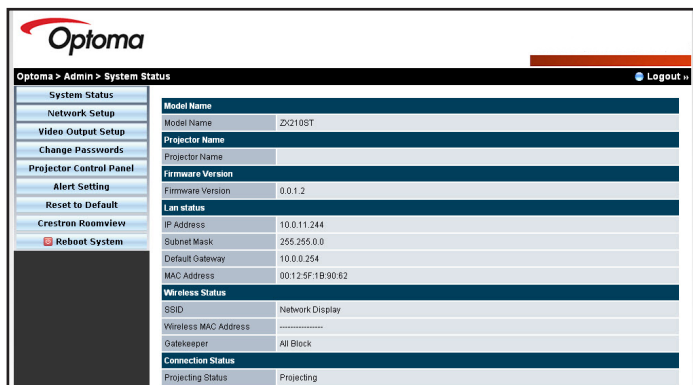 Optoma
Optoma > Admin > System Status
Logout »
System Status
Network Setup
Video Output Setup
Change Passwords
Projector Control Panel
Alert Setting
Reset to Default
Crestron Roomview
Reboot System
Model Name
Model Name ZX210ST
Projector Name
Projector Name
Firmware Version
Firmware Version 0.0.1.2
Lan status
IP Address 10.0.11.244
Subnet Mask 255.255.0.0
Default Gateway 10.0.0.254
MAC Address 00:12:5F:1B:90:62
Wireless Status
SSID Network Display
Wireless MAC Address ----------------
Gatekeeper All Block
Connection Status
Projecting Status Projecting